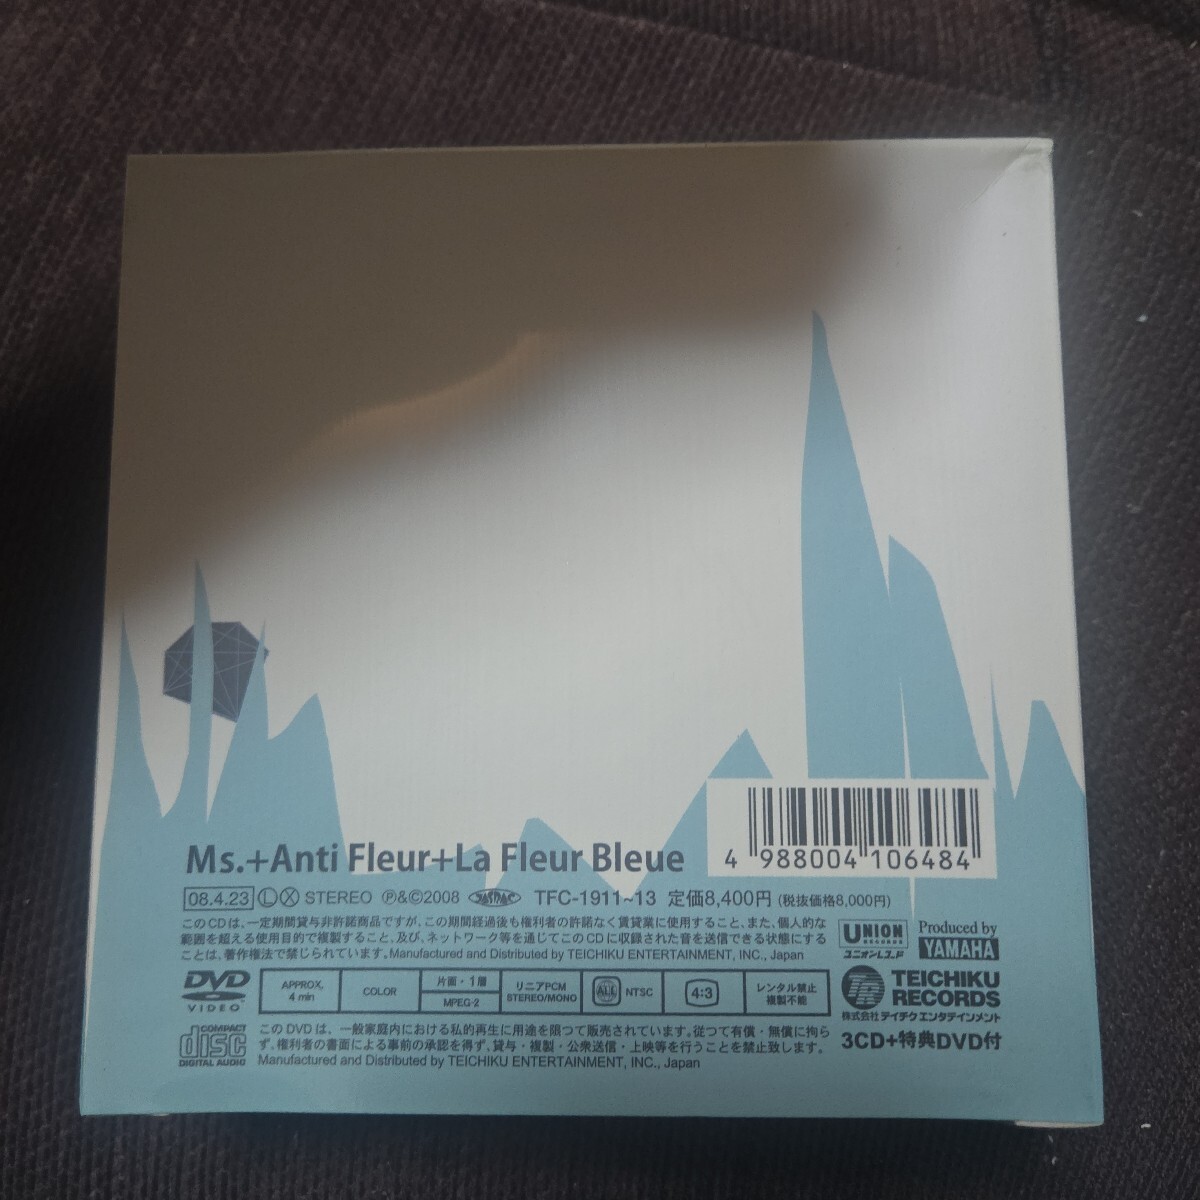 Ms.+Anti Fleur+La Fleur Bleue
4 988004 106484
08.4.23 Ⓛ Ⓧ STEREO ℗&©2008 JASRAC TFC-1911~13 定価8,400円 (税抜価格8,000円)
このCDは、一定期間貸与非許諾商品ですが、この期間経過後も権利者の許諾なく賃貸業に使用すること、また、個人的な
範囲を超える使用目的で複製すること、及び、ネットワーク等を通じてこのCDに収録された音を送信できる状態にする
ことは、著作権法で禁じられています。Manufactured and Distributed by TEICHIKU ENTERTAINMENT, INC., Japan
UNION
RECORDS
ユニオンレコード
Produced by
YAMAHA
DVD
VIDEO
APPROX.
4 min
COLOR
片面・1層
MPEG-2
リニアPCM
STEREO/MONO
ALL NTSC
4:3
レンタル禁止
複製不能
TR
TEICHIKU
RECORDS
株式会社テイチクエンタテインメント
COMPACT
disc
DIGITAL AUDIO
このDVDは、一般家庭内における私的再生に用途を限って販売されています。従って有償・無償に拘ら
ず、権利者の書面による事前の承認を得ず、貸与・複製・公衆送信・上映等を行うことを禁止致します。
Manufactured and Distributed by TEICHIKU ENTERTAINMENT, INC., Japan
3CD+特典DVD付